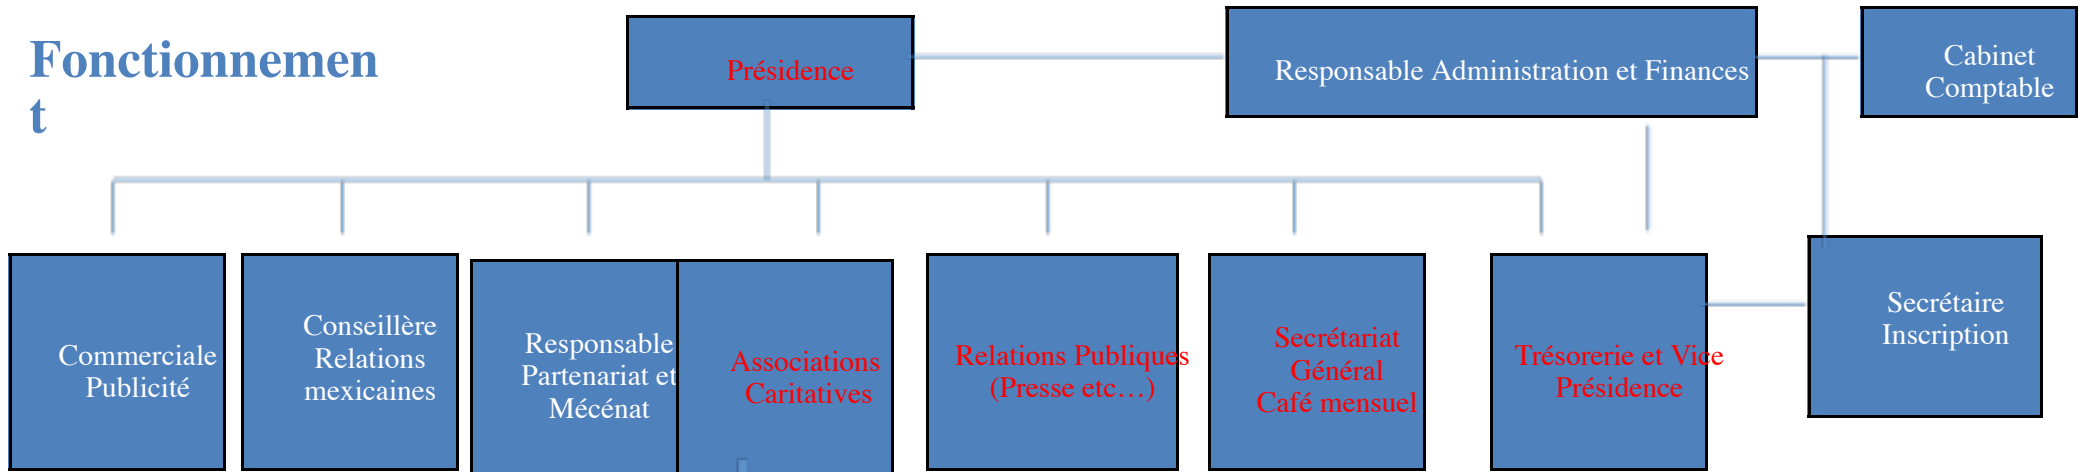 Fonctionnemen
t
Présidence
Responsable Administration et Finances
Cabinet
Comptable
Commerciale
Publicité
Conseillère
Relations
mexicaines
Responsable
Partenariat et
Mécénat
Associations
Caritatives
Relations Publiques
(Presse etc…)
Secrétariat
Général
Café mensuel
Trésorerie et Vice
Présidence
Secrétaire
Inscription